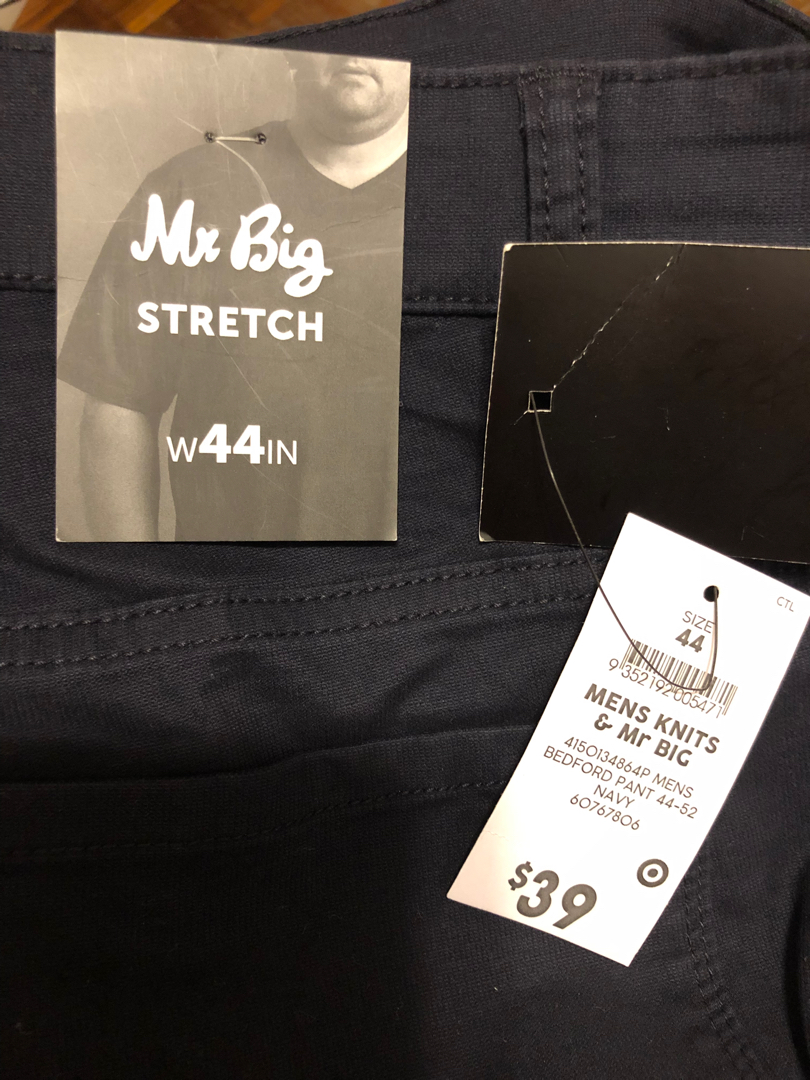 Mr Big
STRETCH
W44IN
CTL
SIZE
44
9 352192 005471
MENS KNITS
& Mr BIG
4150134864P MENS
BEDFORD PANT 44-52
NAVY
60767806
$39